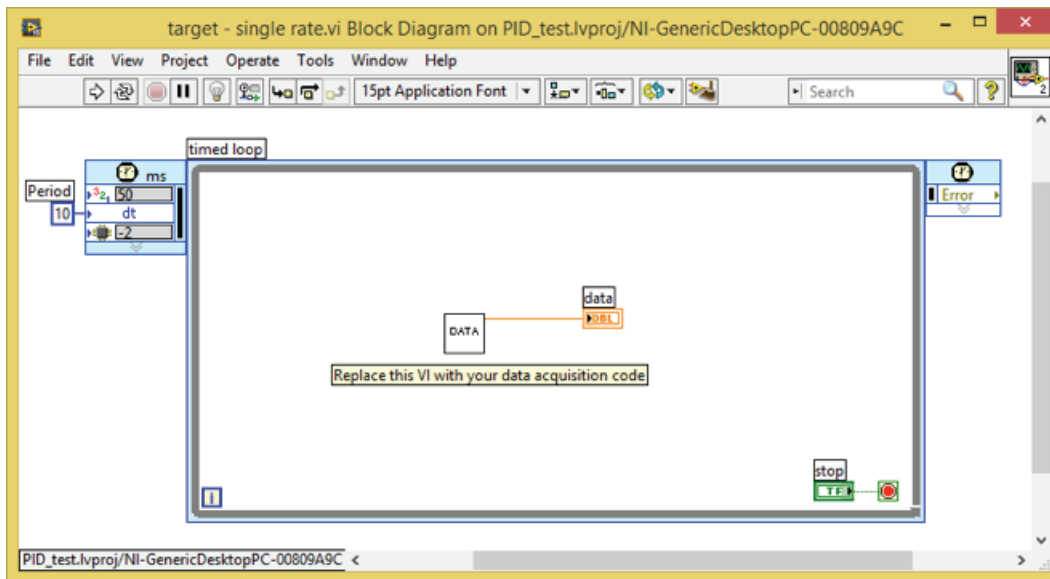 target - single rate.vi Block Diagram on PID_test.lvproj/NI-GenericDesktopPC-00809A9C
File Edit View Project Operate Tools Window Help
15pt Application Font
Search
2
timed loop
ms
Period
50
10
dt
-2
Error
data
DBL
DATA
Replace this VI with your data acquisition code
stop
TF
i
PID_test.lvproj/NI-GenericDesktopPC-00809A9C